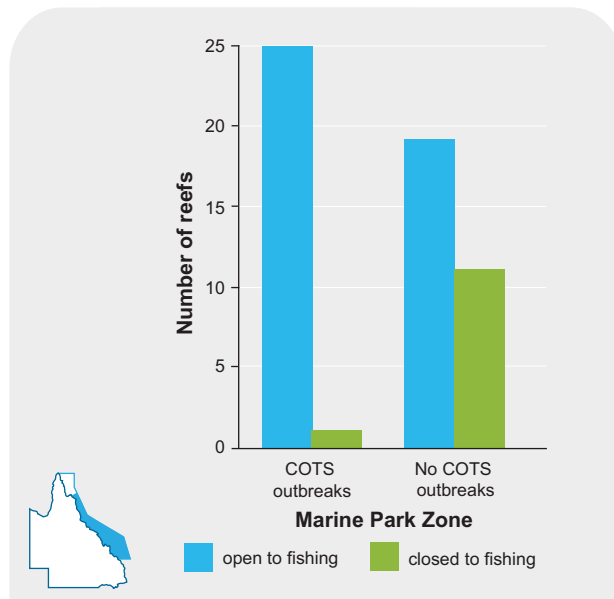 25
20
15
10
5
0
Number of reefs
COTS
outbreaks
No COTS
outbreaks
Marine Park Zone
open to fishing
closed to fishing